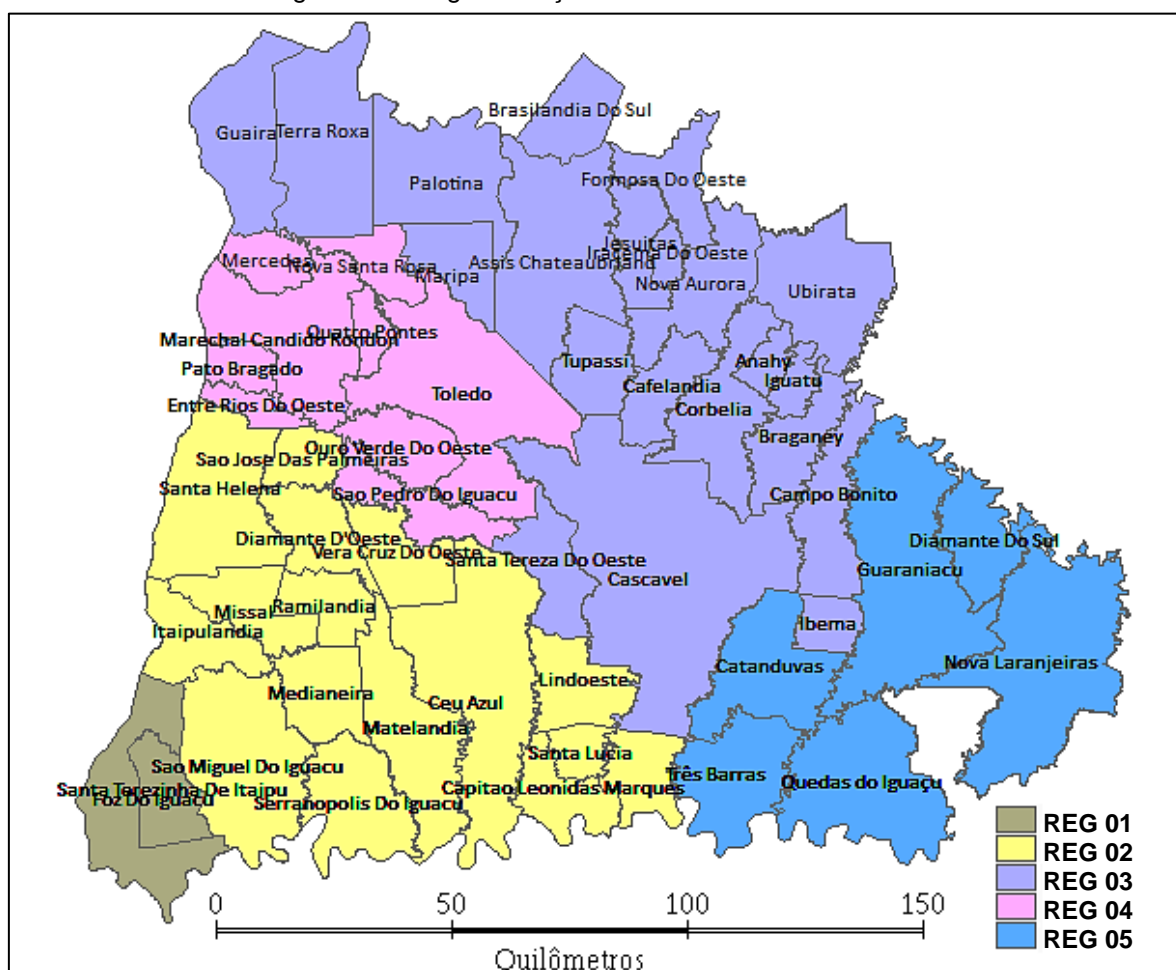 Brasilandia Do Sul
Guaira
Terra Roxa
Palotina
Formosa Do Oeste
Jesuitas
Iracema Do Oeste
Mercedes
Nova Santa Rosa
Maripa
Assis Chateaubriand
Nova Aurora
Ubirata
Quatro Pontes
Marechal Candido Rondon
Pato Bragado
Tupassi
Anahy
Iguatu
Cafelandia
Corbelia
Toledo
Entre Rios Do Oeste
Braganey
Ouro Verde Do Oeste
Sao Jose Das Palmeiras
Santa Helena
Sao Pedro Do Iguacu
Campo Bonito
Diamante D'Oeste
Vera Cruz Do Oeste
Santa Tereza Do Oeste
Cascavel
Diamante Do Sul
Guaraniacu
Missal
Ramilandia
Itaipulandia
Ibema
Catanduvas
Nova Laranjeiras
Lindoeste
Medianeira
Ceu Azul
Matelandia
Santa Lucia
Sao Miguel Do Iguacu
Três Barras
Quedas do Iguaçu
Santa Terezinha De Itaipu
Foz Do Iguacu
Serranopolis Do Iguacu
Capitao Leonidas Marques
REG 01
REG 02
REG 03
REG 04
REG 05
0 50 100 150
Quilômetros